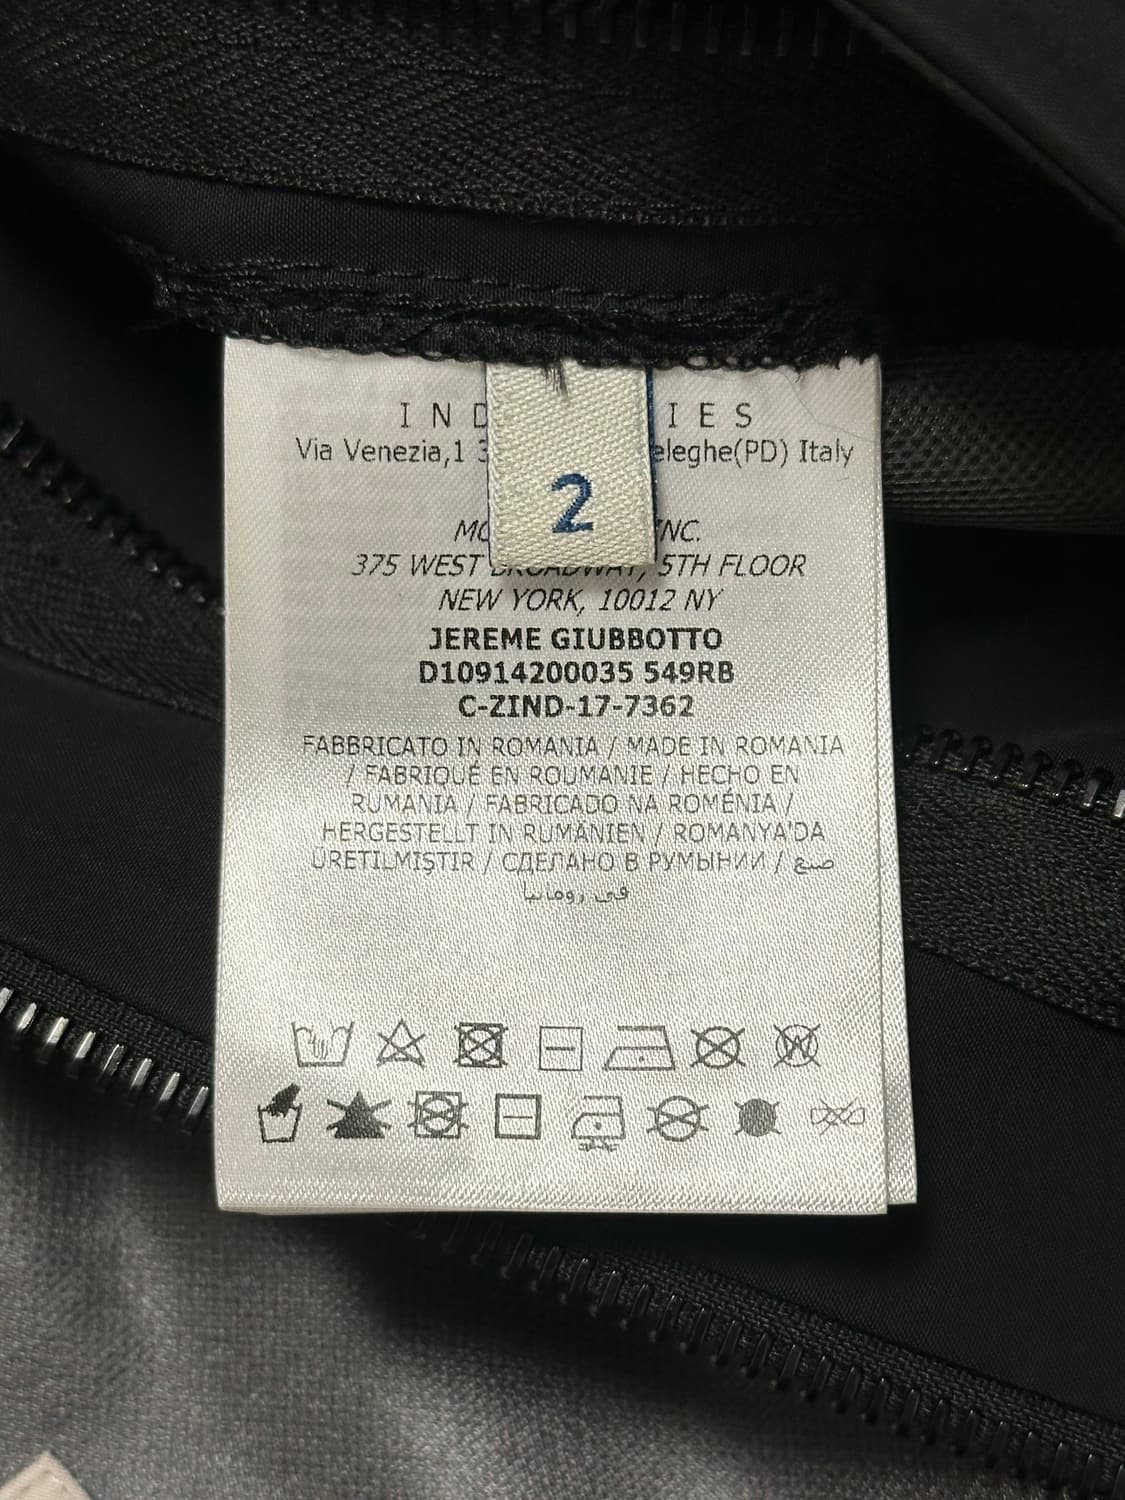 IND IES
Via Venezia,1 3 eleghe(PD) Italy
2
MO INC.
375 WEST BROADWAY, 5TH FLOOR
NEW YORK, 10012 NY
JEREME GIUBBOTTO
D10914200035 549RB
C-ZIND-17-7362
FABBRICATO IN ROMANIA / MADE IN ROMANIA
/ FABRIQUÉ EN ROUMANIE / HECHO EN
RUMANIA / FABRICADO NA ROMÉNIA /
HERGESTELLT IN RUMÄNIEN / ROMANYA'DA
ÜRETILMIŞTIR / СДЕЛАНО В РУМЫНИИ / صنع
في رومانيا